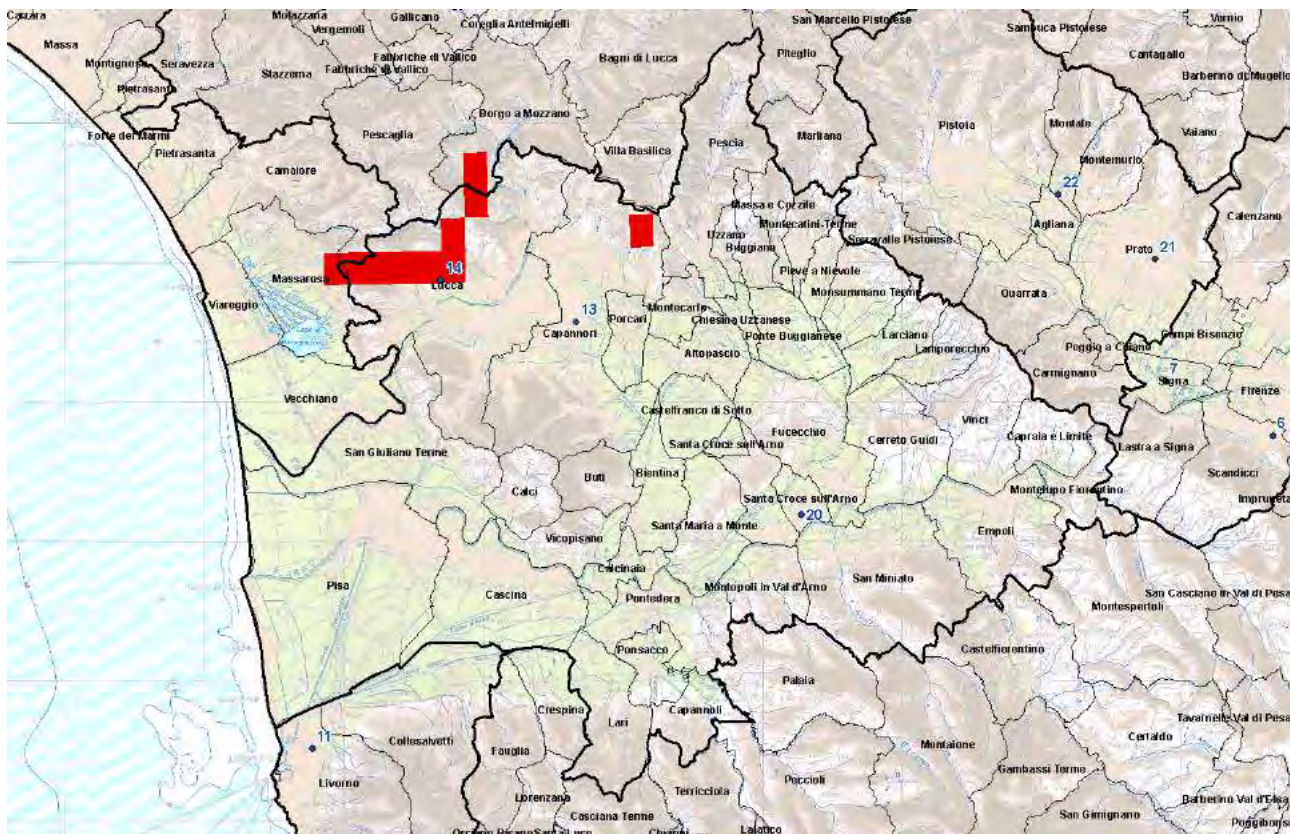 Carrara
Molazzana
Gallicano
Coreglia Antelminelli
San Marcello Pistoiese
Sambuca Pistoiese
Vernio
Massa
Vergemoli
Fabbriche di Vallico
Bagni di Lucca
Piteglio
Cantagallo
Montignoso
Seravezza
Stazzema
Fabbriche di Vallico
Barberino di Mugello
Pietrasanta
Borgo a Mozzano
Forte dei Marmi
Pescaglia
Villa Basilica
Pescia
Marliana
Pistoia
Montale
Vaiano
Pietrasanta
Camaiore
Montemurlo
22
Massa e Cozzile
Calenzano
Uzzano
Montecatini-Terme
Buggiano
Serravalle Pistoiese
Agliana
Prato
21
Massarosa
14
Lucca
Pieve a Nievole
Viareggio
Monsummano Terme
Quarrata
13
Capannori
Porcari
Montecarlo
Chiesina Uzzanese
Ponte Buggianese
Larciano
Campi Bisenzio
Altopascio
Lamporecchio
Poggio a Caiano
Carmignano
7
Signa
Firenze
Vecchiano
Castelfranco di Sotto
Vinci
6
San Giuliano Terme
Santa Croce sull'Arno
Fucecchio
Cerreto Guidi
Capraia e Limite
Lastra a Signa
Scandicci
Calci
Buti
Bientina
Montelupo Fiorentino
Impruneta
Santa Croce sull'Arno
20
Vicopisano
Santa Maria a Monte
Empoli
Calcinaia
Pisa
Cascina
Pontedera
Montopoli in Val d'Arno
San Miniato
San Casciano in Val di Pesa
Montespertoli
Ponsacco
Castelfiorentino
Palaia
Crespina
Capannoli
Tavarnelle Val di Pesa
11
Collesalvetti
Fauglia
Lari
Montaione
Certaldo
Livorno
Peccioli
Gambassi Terme
Lorenzana
Terricciola
Barberino Val d'Elsa
Casciana Terme
San Gimignano
Lajatico